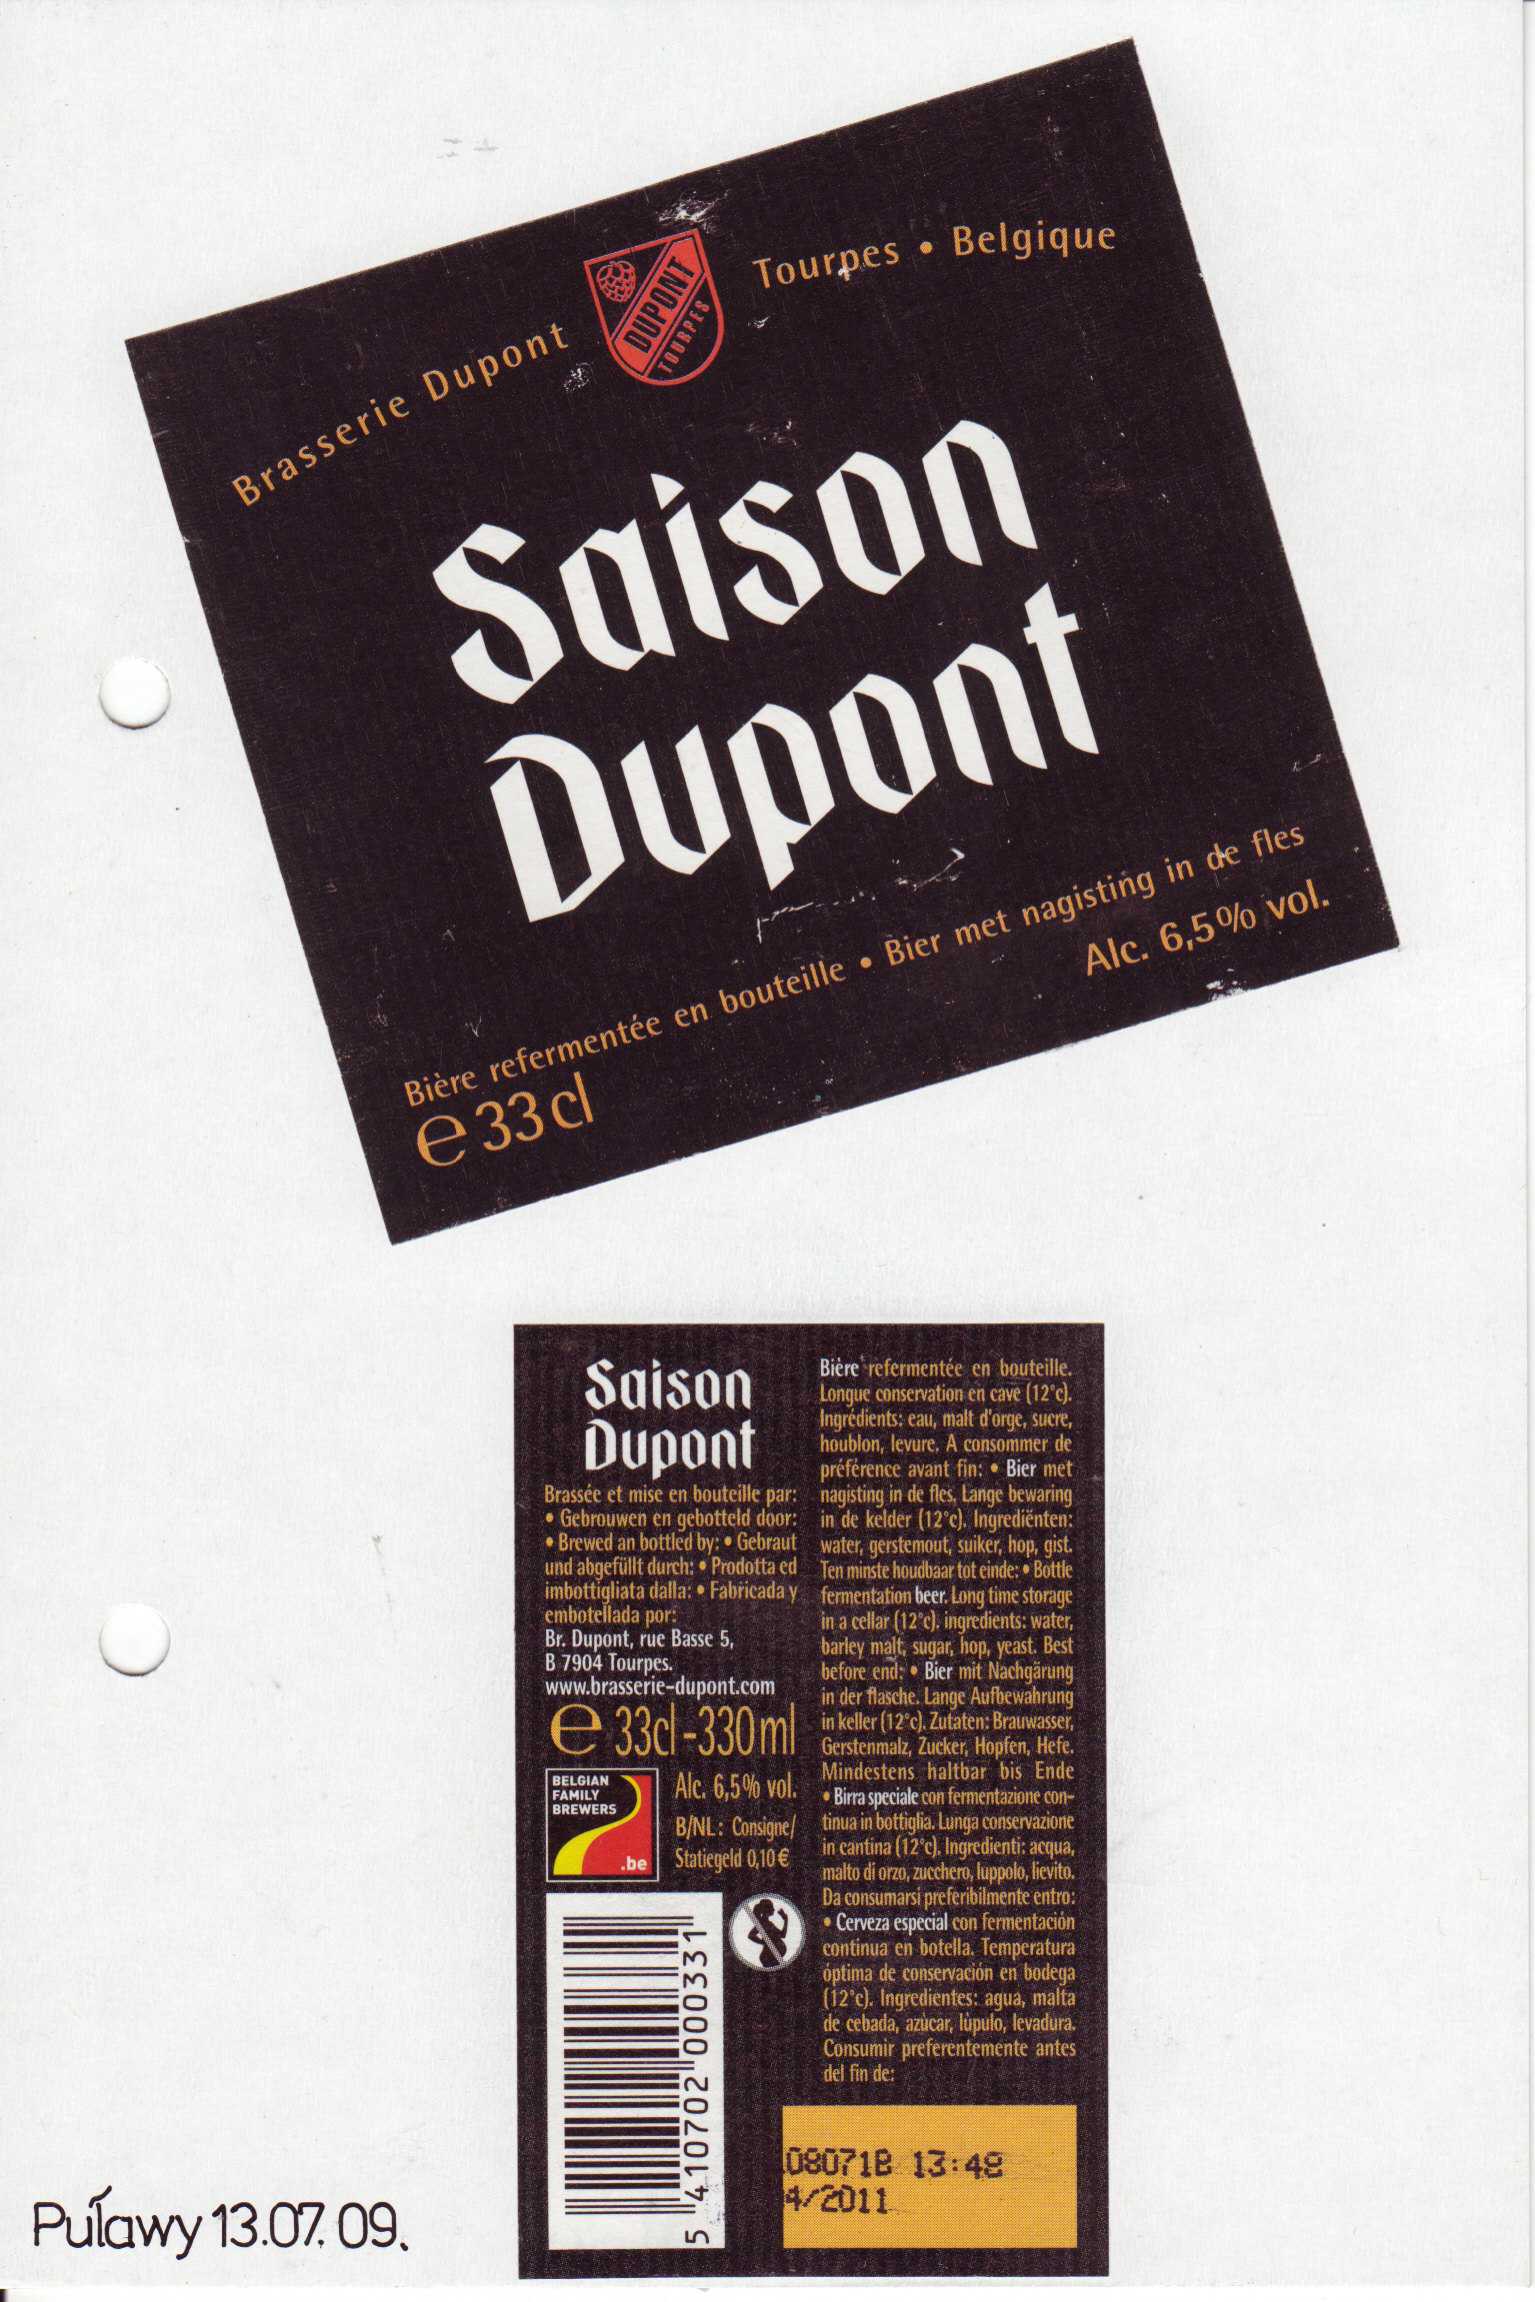 Brasserie Dupont
DUPONT
TOURPES
Tourpes • Belgique
Saison
Dupont
Bière refermentée en bouteille • Bier met nagisting in de fles
Alc. 6,5% vol.
e 33 cl
Saison
Dupont
Brassée et mise en bouteille par:
• Gebrouwen en gebotteld door:
• Brewed an bottled by: • Gebraut
und abgefüllt durch: • Prodotta ed
imbottigliata dalla: • Fabricada y
embotellada por:
Br. Dupont, rue Basse 5,
B 7904 Tourpes.
www.brasserie-dupont.com
e 33cl-330ml
BELGIAN
FAMILY
BREWERS
.be
Alc. 6,5% vol.
B/NL: Consigne/
Statiegeld 0,10€
5 410702 000331
Bière refermentée en bouteille.
Longue conservation en cave (12°c).
Ingrédients: eau, malt d'orge, sucre,
houblon, levure. A consommer de
préférence avant fin: • Bier met
nagisting in de fles. Lange bewaring
in de kelder (12°c). Ingrediënten:
water, gerstemout, suiker, hop, gist.
Ten minste houdbaar tot einde: • Bottle
fermentation beer. Long time storage
in a cellar (12°c). ingredients: water,
barley malt, sugar, hop, yeast. Best
before end: • Bier mit Nachgärung
in der flasche. Lange Aufbewahrung
in keller (12°c). Zutaten: Brauwasser,
Gerstenmalz, Zucker, Hopfen, Hefe.
Mindestens haltbar bis Ende
• Birra speciale con fermentazione con-
tinua in bottiglia. Lunga conservazione
in cantina (12°c). Ingredienti: acqua,
malto di orzo, zucchero, luppolo, lievito.
Da consumarsi preferibilmente entro:
• Cerveza especial con fermentación
continua en botella. Temperatura
óptima de conservación en bodega
(12°c). Ingredientes: agua, malta
de cebada, azùcar, lùpulo, levadura.
Consumir preferentemente antes
del fin de:
08071B 13:48
4/2011
Puławy 13.07.09.